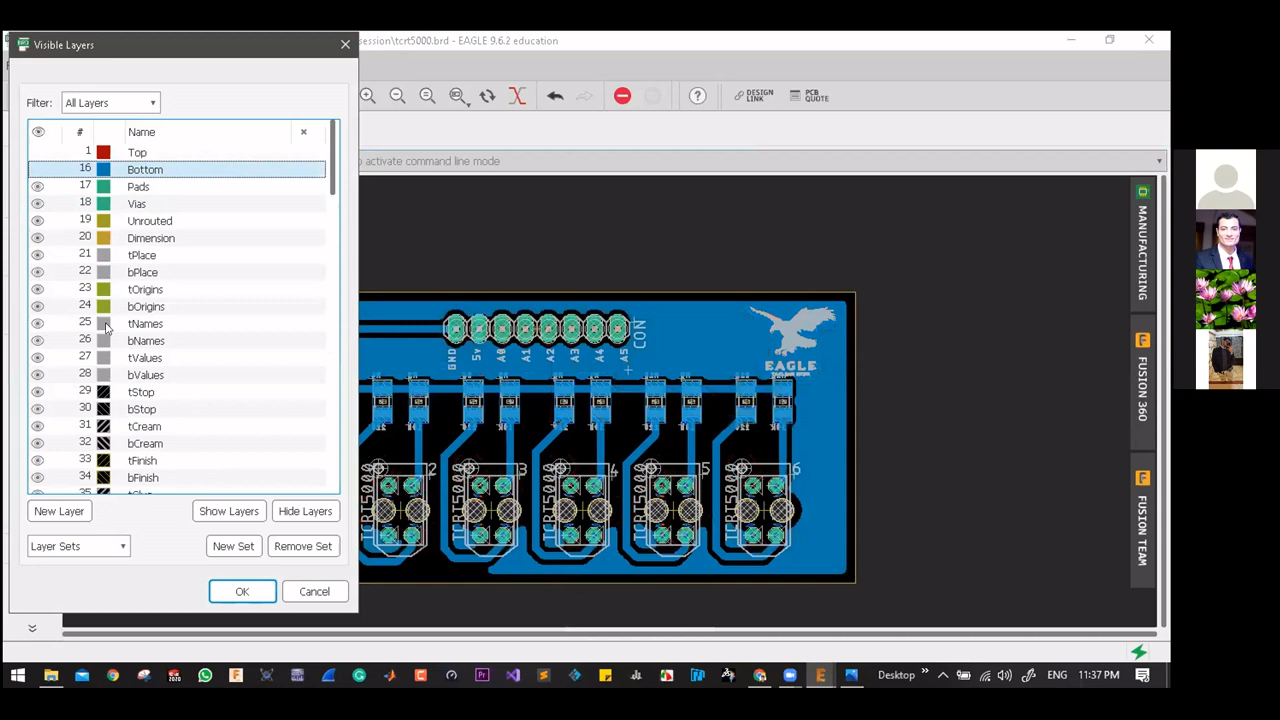 Visible Layers
session\tcrt5000.brd - EAGLE 9.6.2 education
Filter: All Layers
DESIGN LINK
PCB QUOTE
# Name
1 Top
o activate command line mode
16 Bottom
17 Pads
18 Vias
19 Unrouted
20 Dimension
21 tPlace
22 bPlace
23 tOrigins
24 bOrigins
25 tNames
26 bNames
27 tValues
28 bValues
29 tStop
30 bStop
31 tCream
32 bCream
33 tFinish
34 bFinish
New Layer Show Layers Hide Layers
Layer Sets New Set Remove Set
OK Cancel
GND 5v A0 A1 A2 A3 A4 A5
CON
EAGLE
2 3 4 5 6
TCRT5000 TCRT5000 TCRT5000 TCRT5000 TCRT5000
MANUFACTURING
FUSION 360
FUSION TEAM
Desktop
ENG 11:37 PM